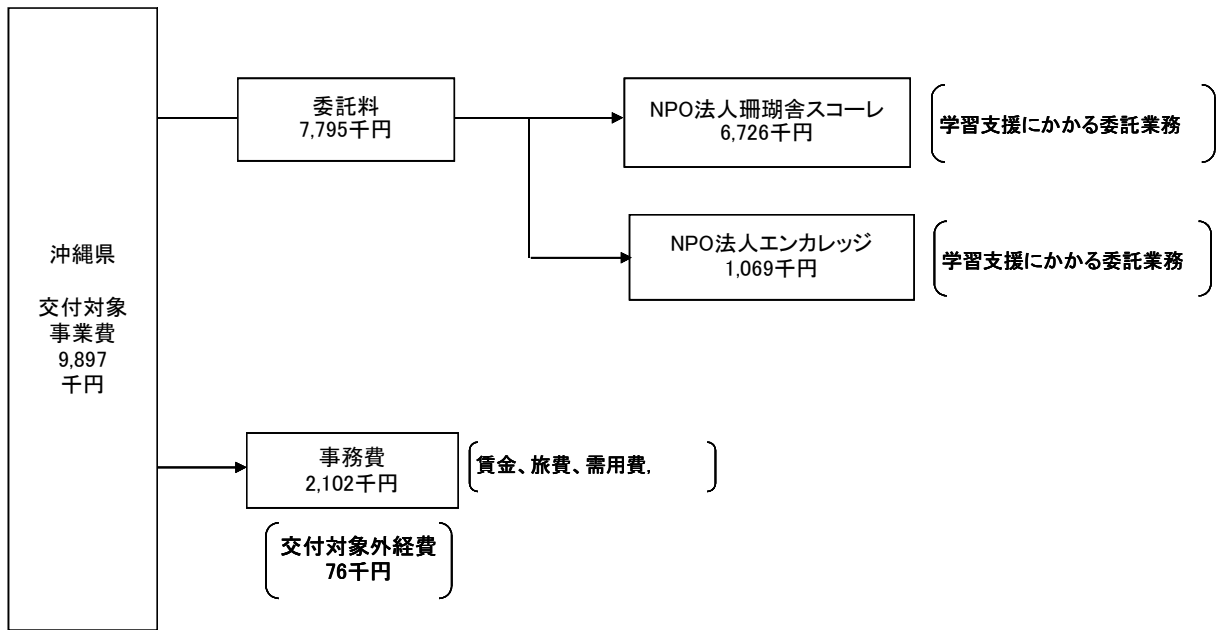 沖縄県
交付対象
事業費
9,897
千円
委託料
7,795千円
NPO法人珊瑚舎スコーレ
6,726千円
学習支援にかかる委託業務
NPO法人エンカレッジ
1,069千円
学習支援にかかる委託業務
事務費
2,102千円
賃金、旅費、需用費,
交付対象外経費
76千円